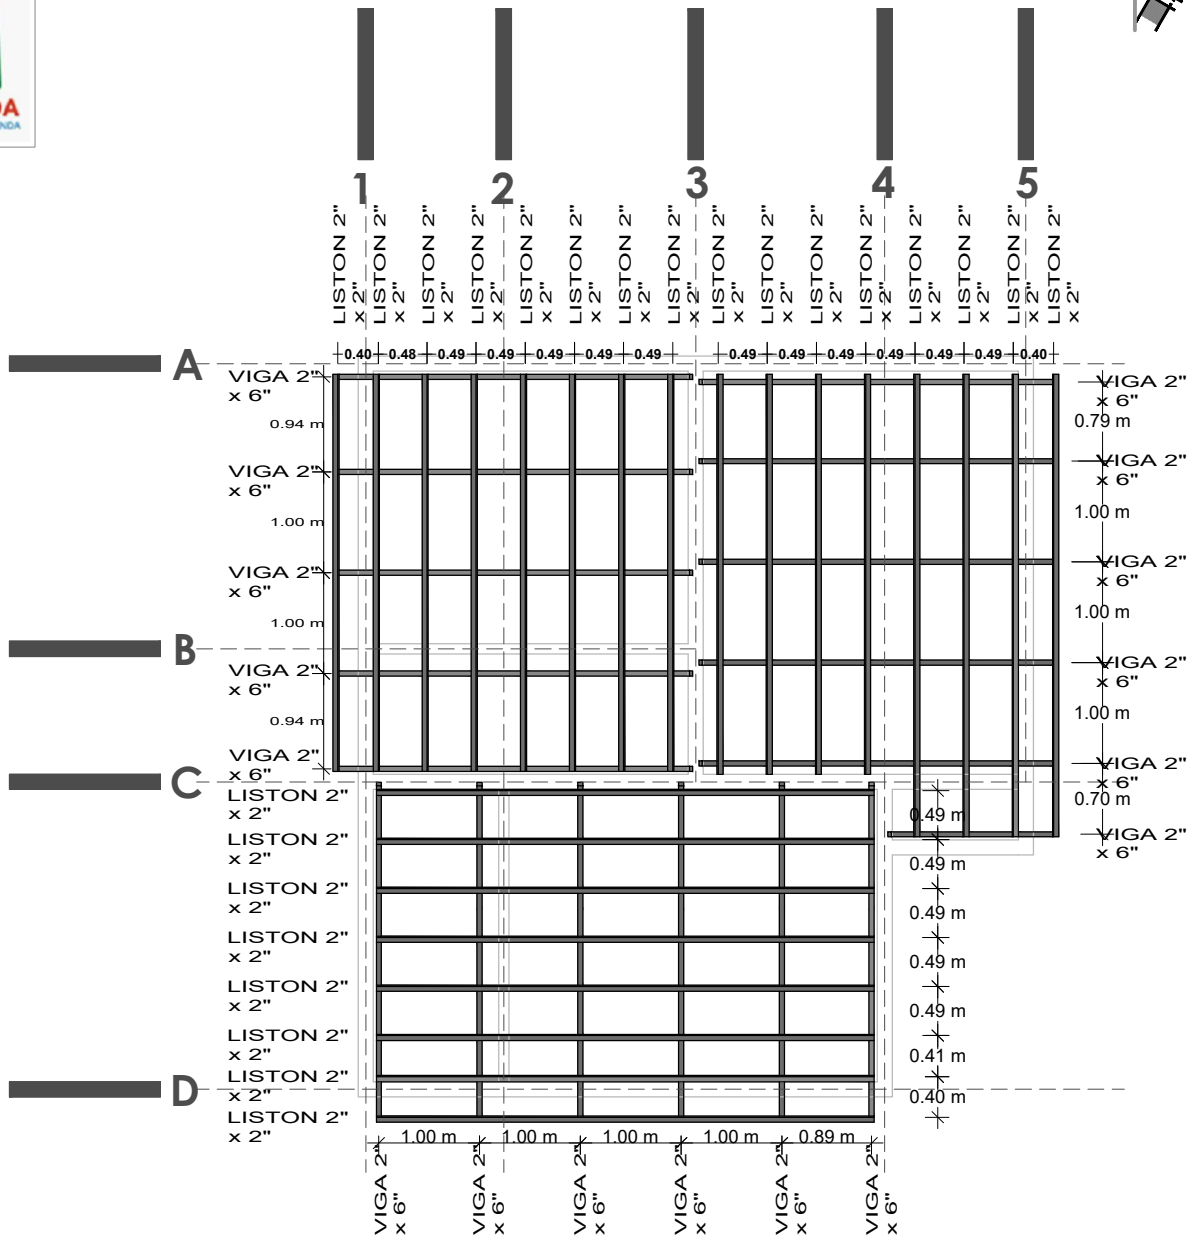 DA
NDA
1
2
3
4
5
LISTON 2"
x 2"
LISTON 2"
x 2"
LISTON 2"
x 2"
LISTON 2"
x 2"
LISTON 2"
x 2"
LISTON 2"
x 2"
LISTON 2"
x 2"
LISTON 2"
x 2"
LISTON 2"
x 2"
LISTON 2"
x 2"
LISTON 2"
x 2"
LISTON 2"
x 2"
LISTON 2"
x 2"
LISTON 2"
x 2"
LISTON 2"
x 2"
LISTON 2"
x 2"
0.40 0.48 0.49 0.49 0.49 0.49 0.49 0.49 0.49 0.49 0.49 0.49 0.49 0.40
A
VIGA 2"
x 6"
0.94 m
VIGA 2"
x 6"
1.00 m
VIGA 2"
x 6"
1.00 m
B
VIGA 2"
x 6"
0.94 m
VIGA 2"
x 6"
C
VIGA 2"
x 6"
0.79 m
VIGA 2"
x 6"
1.00 m
VIGA 2"
x 6"
1.00 m
VIGA 2"
x 6"
1.00 m
VIGA 2"
x 6"
0.70 m
VIGA 2"
x 6"
LISTON 2"
x 2"
LISTON 2"
x 2"
LISTON 2"
x 2"
LISTON 2"
x 2"
LISTON 2"
x 2"
LISTON 2"
x 2"
LISTON 2"
x 2"
LISTON 2"
x 2"
D
0.49 m
0.49 m
0.49 m
0.49 m
0.49 m
0.41 m
0.40 m
1.00 m 1.00 m 1.00 m 1.00 m 0.89 m
VIGA 2"
x 6"
VIGA 2"
x 6"
VIGA 2"
x 6"
VIGA 2"
x 6"
VIGA 2"
x 6"
VIGA 2"
x 6"